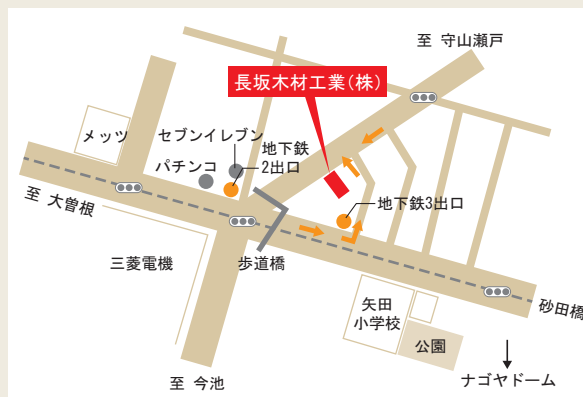 至 守山瀬戸
長坂木材工業(株)
メッツ
セブンイレブン
パチンコ
地下鉄
2出口
至 大曽根
地下鉄3出口
三菱電機
歩道橋
矢田
小学校
砂田橋
公園
至 今池
ナゴヤドーム